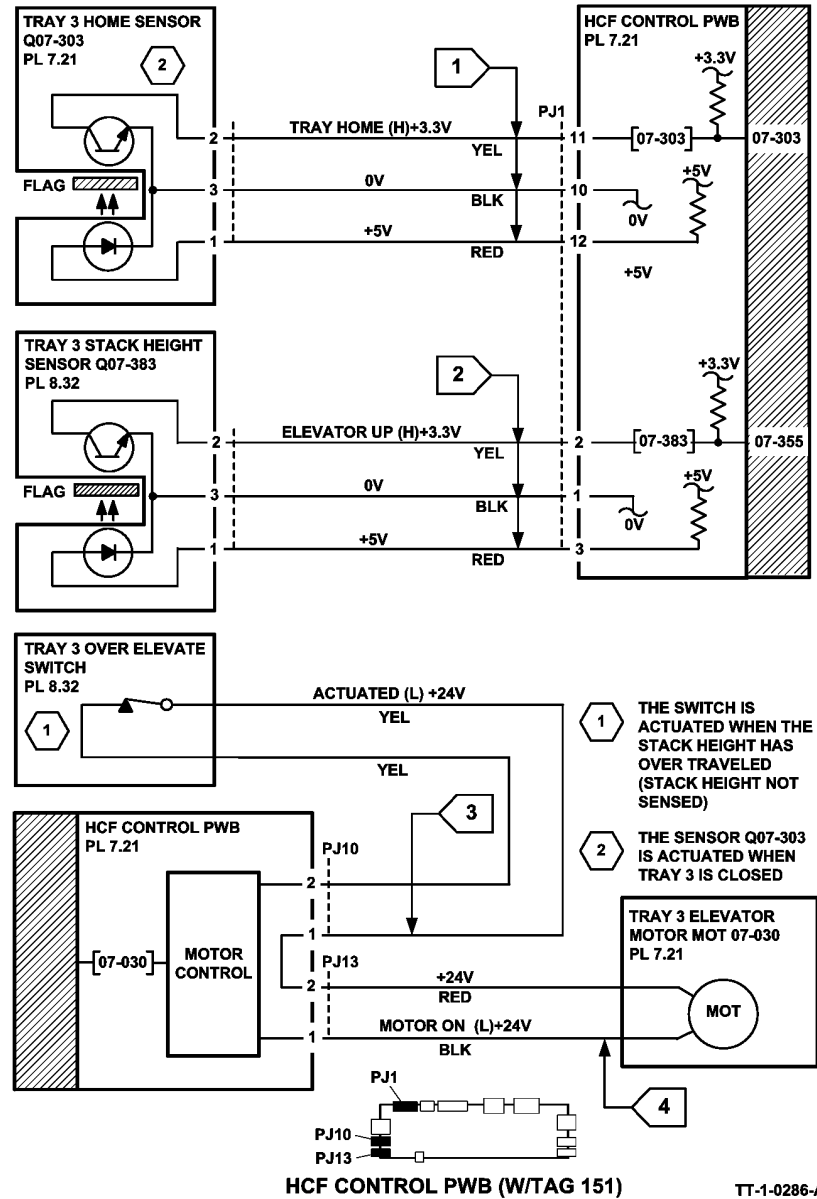 TRAY 3 HOME SENSOR
Q07-303
PL 7.21
2
FLAG
2
3
1
TRAY HOME (H)+3.3V
YEL
0V
BLK
+5V
RED
1
PJ1
11
10
12
HCF CONTROL PWB
PL 7.21
+3.3V
07-303
07-303
+5V
0V
+5V
TRAY 3 STACK HEIGHT
SENSOR Q07-383
PL 8.32
FLAG
2
3
1
ELEVATOR UP (H)+3.3V
YEL
0V
BLK
+5V
RED
2
2
1
3
+3.3V
07-383
07-355
+5V
0V
TRAY 3 OVER ELEVATE
SWITCH
PL 8.32
1
ACTUATED (L) +24V
YEL
YEL
1
THE SWITCH IS
ACTUATED WHEN THE
STACK HEIGHT HAS
OVER TRAVELED
(STACK HEIGHT NOT
SENSED)
2
THE SENSOR Q07-303
IS ACTUATED WHEN
TRAY 3 IS CLOSED
HCF CONTROL PWB
PL 7.21
07-030
MOTOR
CONTROL
PJ10
2
1
3
PJ13
2
1
+24V
RED
MOTOR ON (L)+24V
BLK
TRAY 3 ELEVATOR
MOTOR MOT 07-030
PL 7.21
MOT
4
PJ1
PJ10
PJ13
HCF CONTROL PWB (W/TAG 151)
TT-1-0286-A